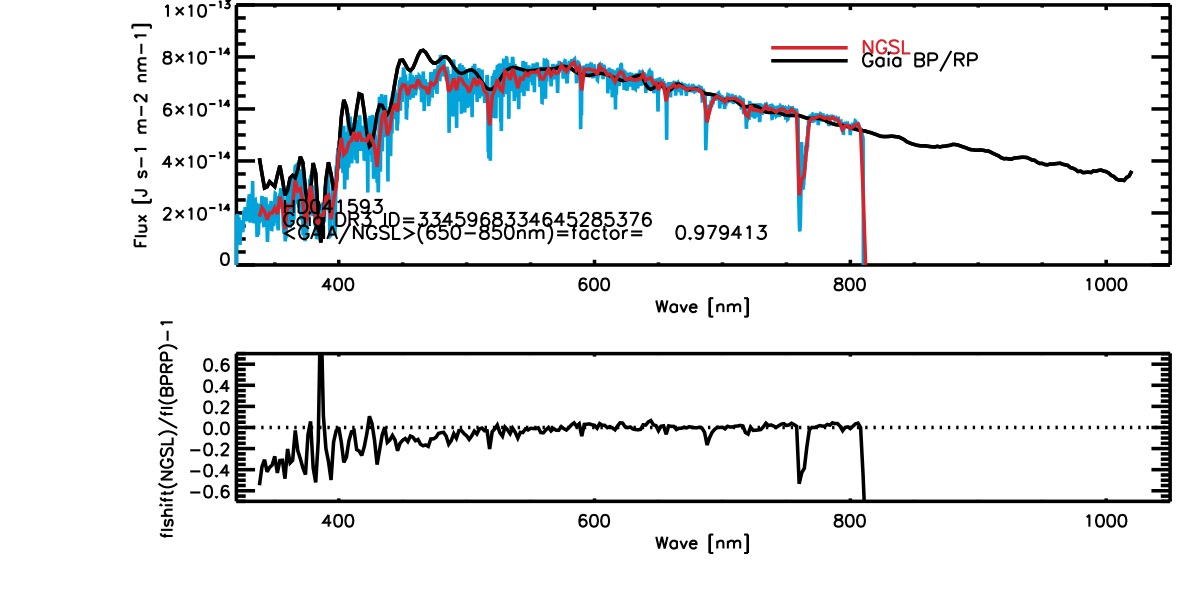 1×10⁻¹³
8×10⁻¹⁴
6×10⁻¹⁴
4×10⁻¹⁴
2×10⁻¹⁴
0
Flux [J s−1 m−2 nm−1]
NGSL
Gaia BP/RP
HD041593
Gaia DR3 ID=3345968334645285376
<GAIA/NGSL>(650−850nm)=factor= 0.979413
400 600 800 1000
Wave [nm]
flshift(NGSL)/fl(BPRP)−1
0.6
0.4
0.2
0.0
−0.2
−0.4
−0.6
400 600 800 1000
Wave [nm]